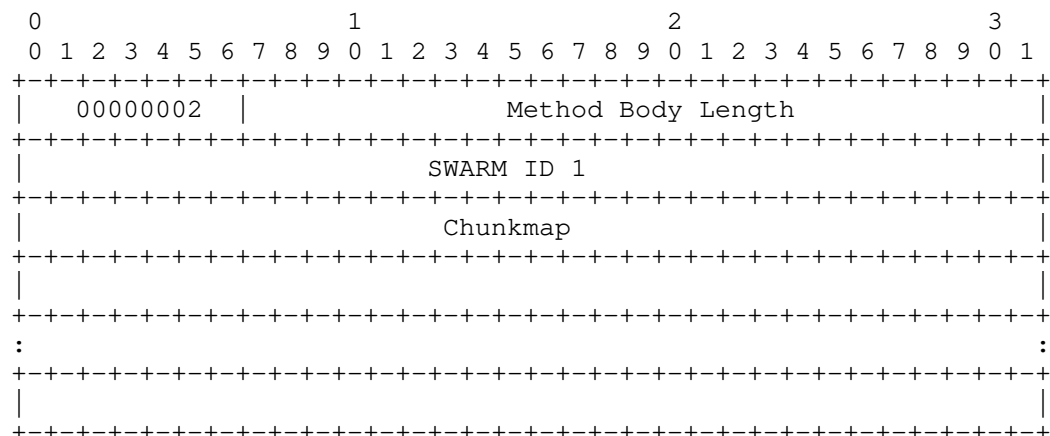 0                   1                   2                   3
0 1 2 3 4 5 6 7 8 9 0 1 2 3 4 5 6 7 8 9 0 1 2 3 4 5 6 7 8 9 0 1
+-+-+-+-+-+-+-+-+-+-+-+-+-+-+-+-+-+-+-+-+-+-+-+-+-+-+-+-+-+-+-+-+
|   00000002  |                Method Body Length               |
+-+-+-+-+-+-+-+-+-+-+-+-+-+-+-+-+-+-+-+-+-+-+-+-+-+-+-+-+-+-+-+-+
|                         SWARM ID 1                            |
+-+-+-+-+-+-+-+-+-+-+-+-+-+-+-+-+-+-+-+-+-+-+-+-+-+-+-+-+-+-+-+-+
|                          Chunkmap                             |
+-+-+-+-+-+-+-+-+-+-+-+-+-+-+-+-+-+-+-+-+-+-+-+-+-+-+-+-+-+-+-+-+
|                                                               |
+-+-+-+-+-+-+-+-+-+-+-+-+-+-+-+-+-+-+-+-+-+-+-+-+-+-+-+-+-+-+-+-+
:                                                               :
+-+-+-+-+-+-+-+-+-+-+-+-+-+-+-+-+-+-+-+-+-+-+-+-+-+-+-+-+-+-+-+-+
|                                                               |
+-+-+-+-+-+-+-+-+-+-+-+-+-+-+-+-+-+-+-+-+-+-+-+-+-+-+-+-+-+-+-+-+